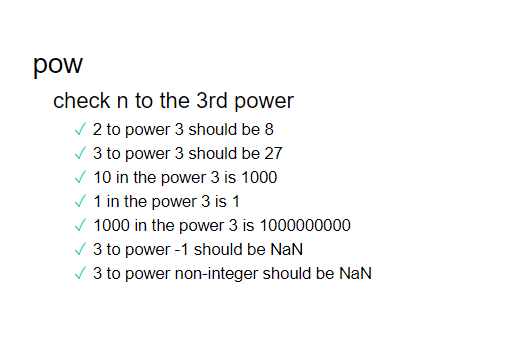 pow
check n to the 3rd power
✓ 2 to power 3 should be 8
✓ 3 to power 3 should be 27
✓ 10 in the power 3 is 1000
✓ 1 in the power 3 is 1
✓ 1000 in the power 3 is 1000000000
✓ 3 to power -1 should be NaN
✓ 3 to power non-integer should be NaN